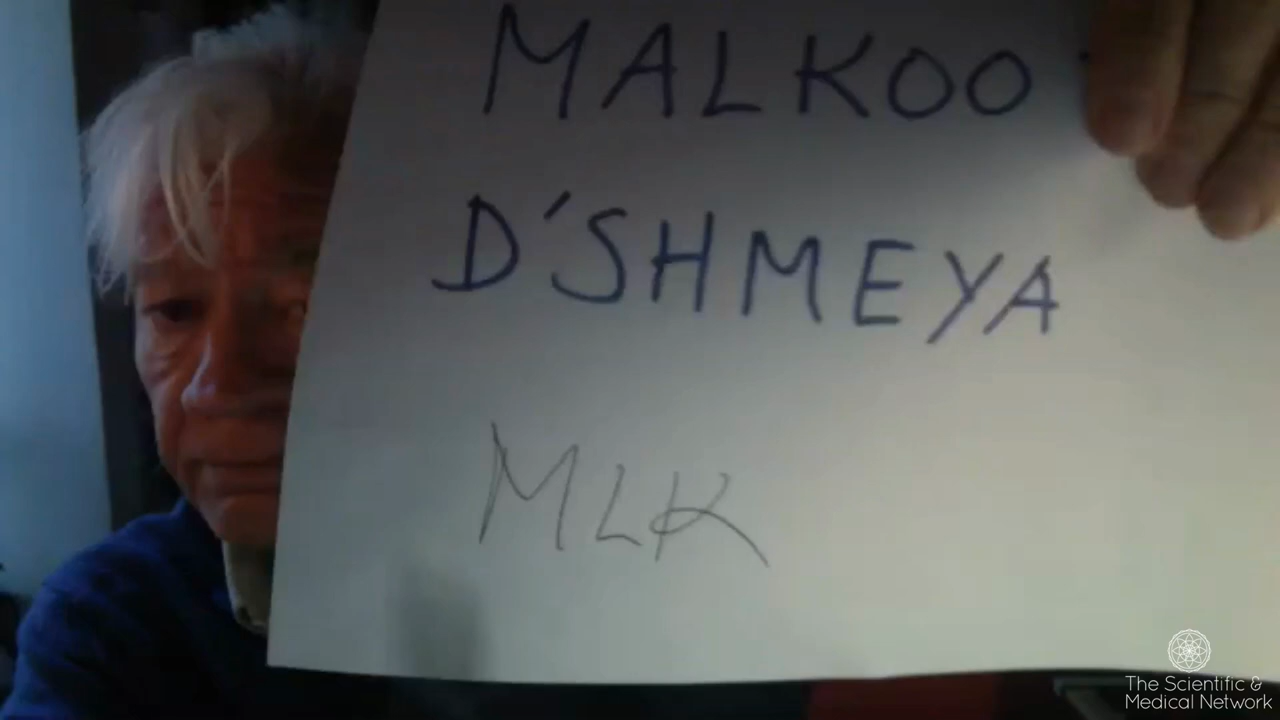 MALKOO
D'SHMEYA
MLK
The Scientific &
Medical Network